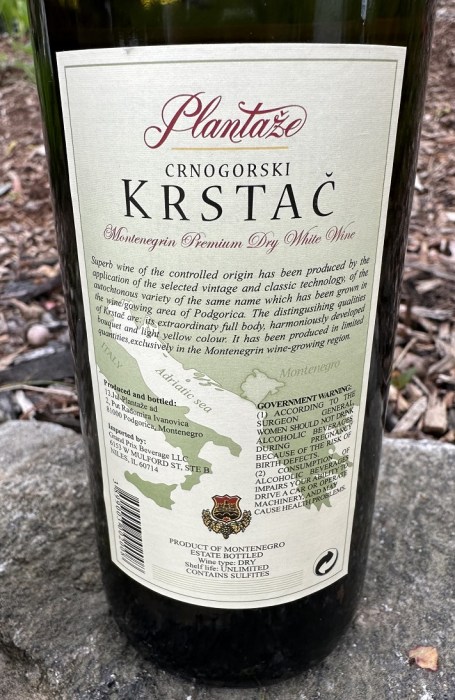 Plantaže
CRNOGORSKI
KRSTAČ
Montenegrin Premium Dry White Wine
Superb wine of the controlled origin has been produced by the
application of the selected vintage and classic technology, of the
autochtonous variety of the same name which has been grown in
the wine/gowing area of Podgorica. The distingusihing qualities
of Krstač are: its extraordinaty full body, harmoniously developed
bouquet and light yellow colour. It has been produced in limited
quantities,exclusively in the Montenegrin wine-growing region.
ITALY
Adriatic sea
Montenegro
Produced and bottled:
13.Jul-Plantaže ad
2, Put Radomira Ivanovica
81000 Podgorica,Montenegro
Imported by:
Grand Prix Beverage LLC.
6153 W MULFORD ST, STE B.
NILES, IL 60714
GOVERNMENT WARNING:
(1) ACCORDING TO THE
SURGEON GENERAL,
WOMEN SHOULD NOT DRINK
ALCOHOLIC BEVERAGES
DURING PREGNANCY
BECAUSE OF THE RISK OF
BIRTH DEFECTS.
(2) CONSUMPTION OF
ALCOHOLIC BEVERAGES
IMPAIRS YOUR ABILITY TO
DRIVE A CAR OR OPERATE
MACHINERY, AND MAY
CAUSE HEALTH PROBLEMS.
PRODUCT OF MONTENEGRO
ESTATE BOTTLED
Wine type: DRY
Shelf life: UNLIMITED
CONTAINS SULFITES